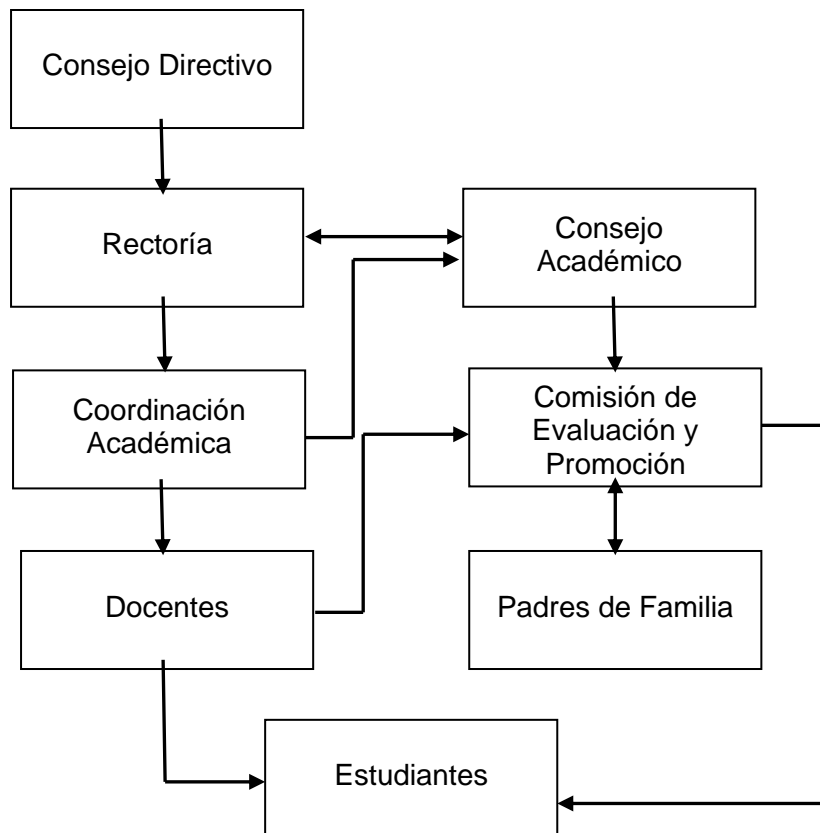 Consejo Directivo
Rectoría
Consejo
Académico
Coordinación
Académica
Comisión de
Evaluación y
Promoción
Docentes
Padres de Familia
Estudiantes